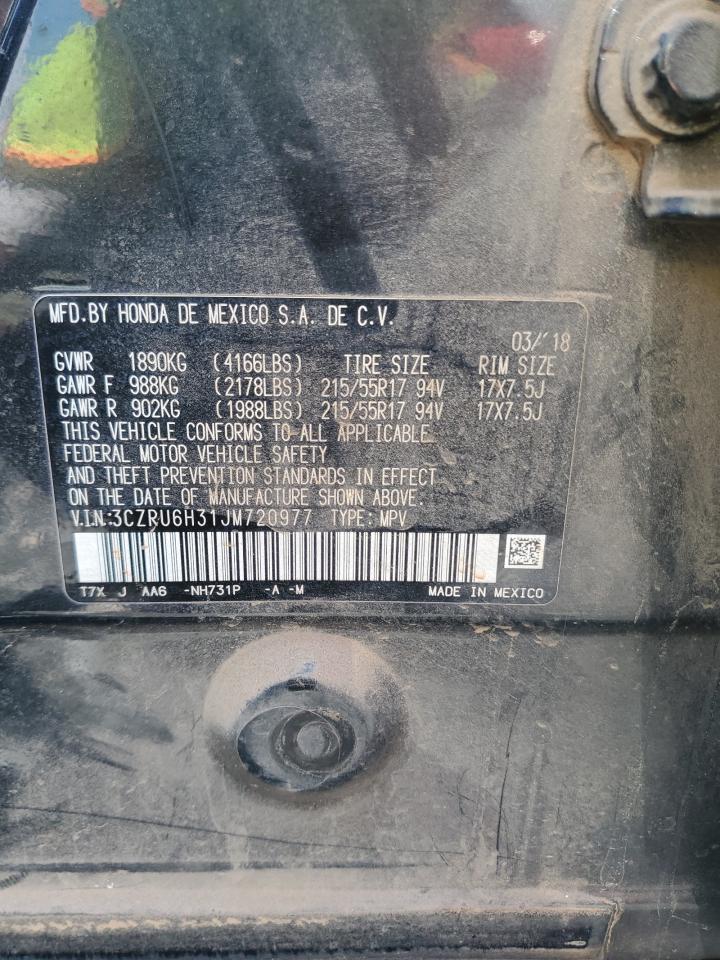 MFD.BY HONDA DE MEXICO S.A. DE C.V.
03/'18
GVWR 1890KG (4166LBS) TIRE SIZE RIM SIZE
GAWR F 988KG (2178LBS) 215/55R17 94V 17X7.5J
GAWR R 902KG (1988LBS) 215/55R17 94V 17X7.5J
THIS VEHICLE CONFORMS TO ALL APPLICABLE
FEDERAL MOTOR VEHICLE SAFETY
AND THEFT PREVENTION STANDARDS IN EFFECT
ON THE DATE OF MANUFACTURE SHOWN ABOVE.
V.I.N:3CZRU6H31JM720977 TYPE: MPV
T7X J AA6 -NH731P -A -M MADE IN MEXICO